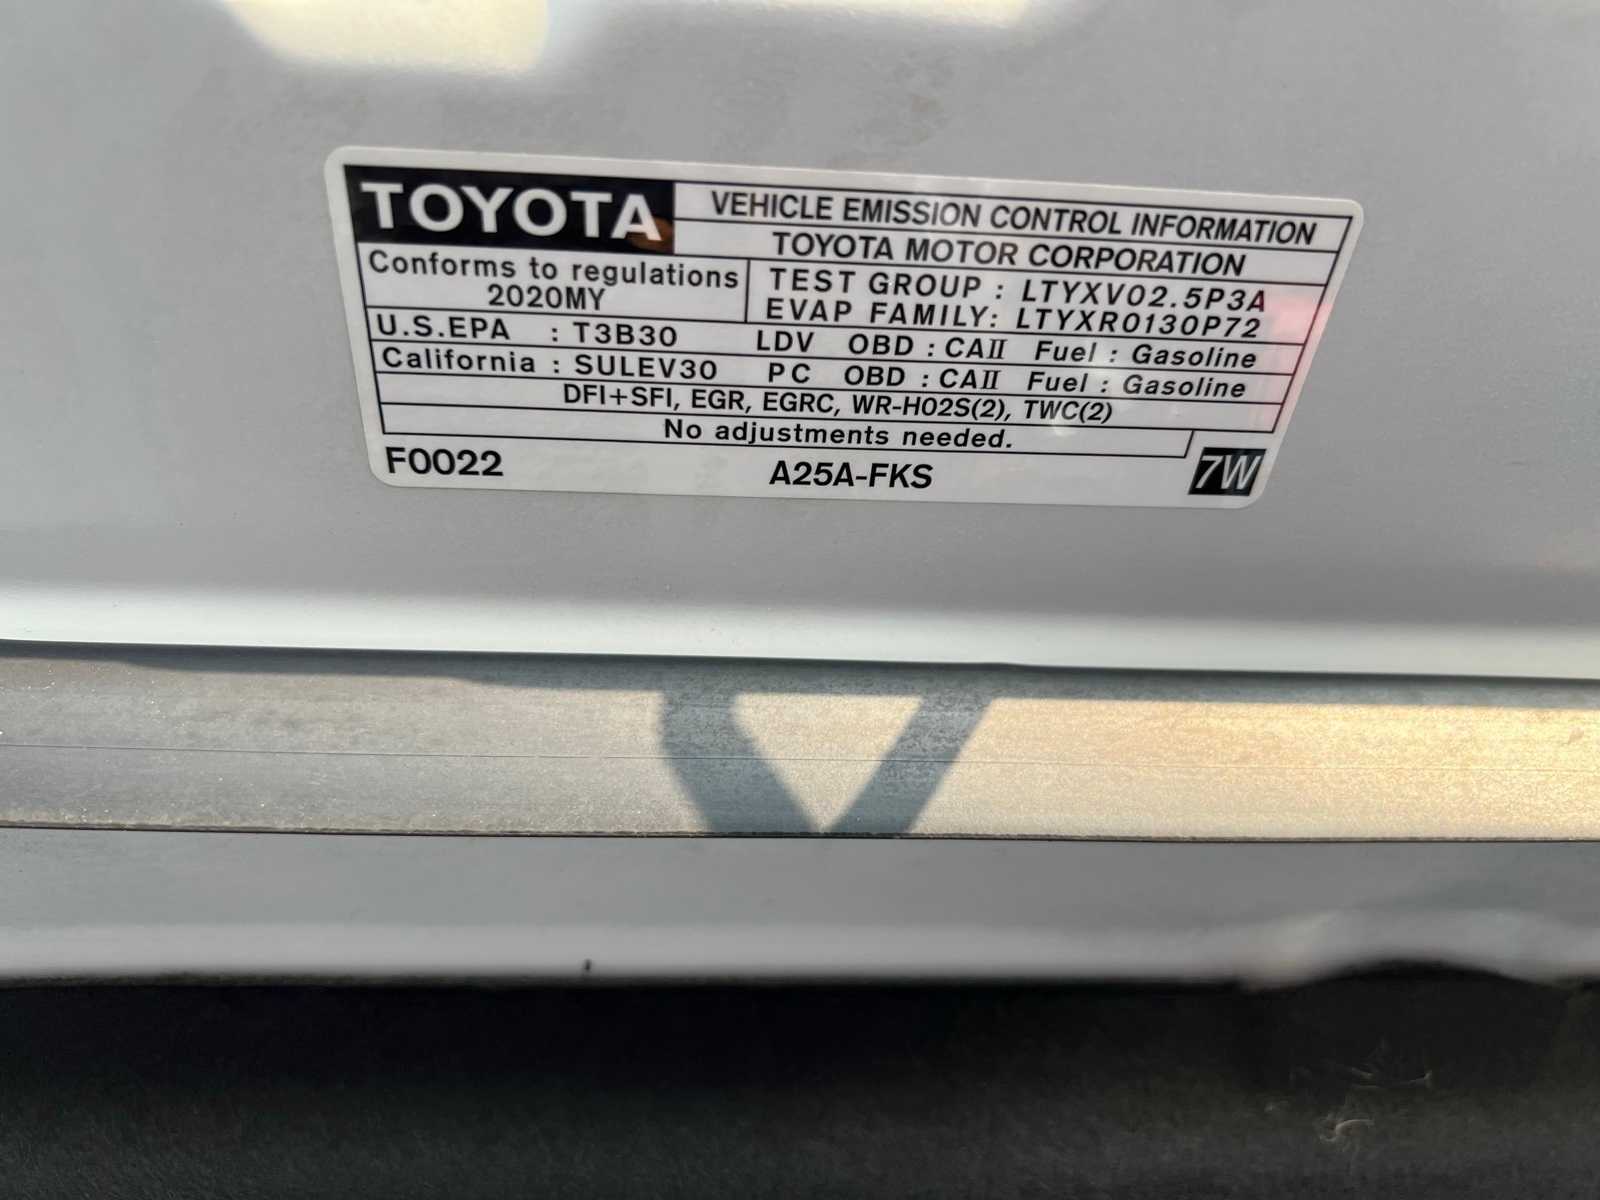 TOYOTA
VEHICLE EMISSION CONTROL INFORMATION
TOYOTA MOTOR CORPORATION
Conforms to regulations
2020MY
TEST GROUP : LTYXV02.5P3A
EVAP FAMILY: LTYXR0130P72
U.S.EPA : T3B30 LDV OBD : CAⅡ Fuel : Gasoline
California : SULEV30 PC OBD : CAⅡ Fuel : Gasoline
DFI+SFI, EGR, EGRC, WR-HO2S(2), TWC(2)
No adjustments needed.
F0022 A25A-FKS 7W